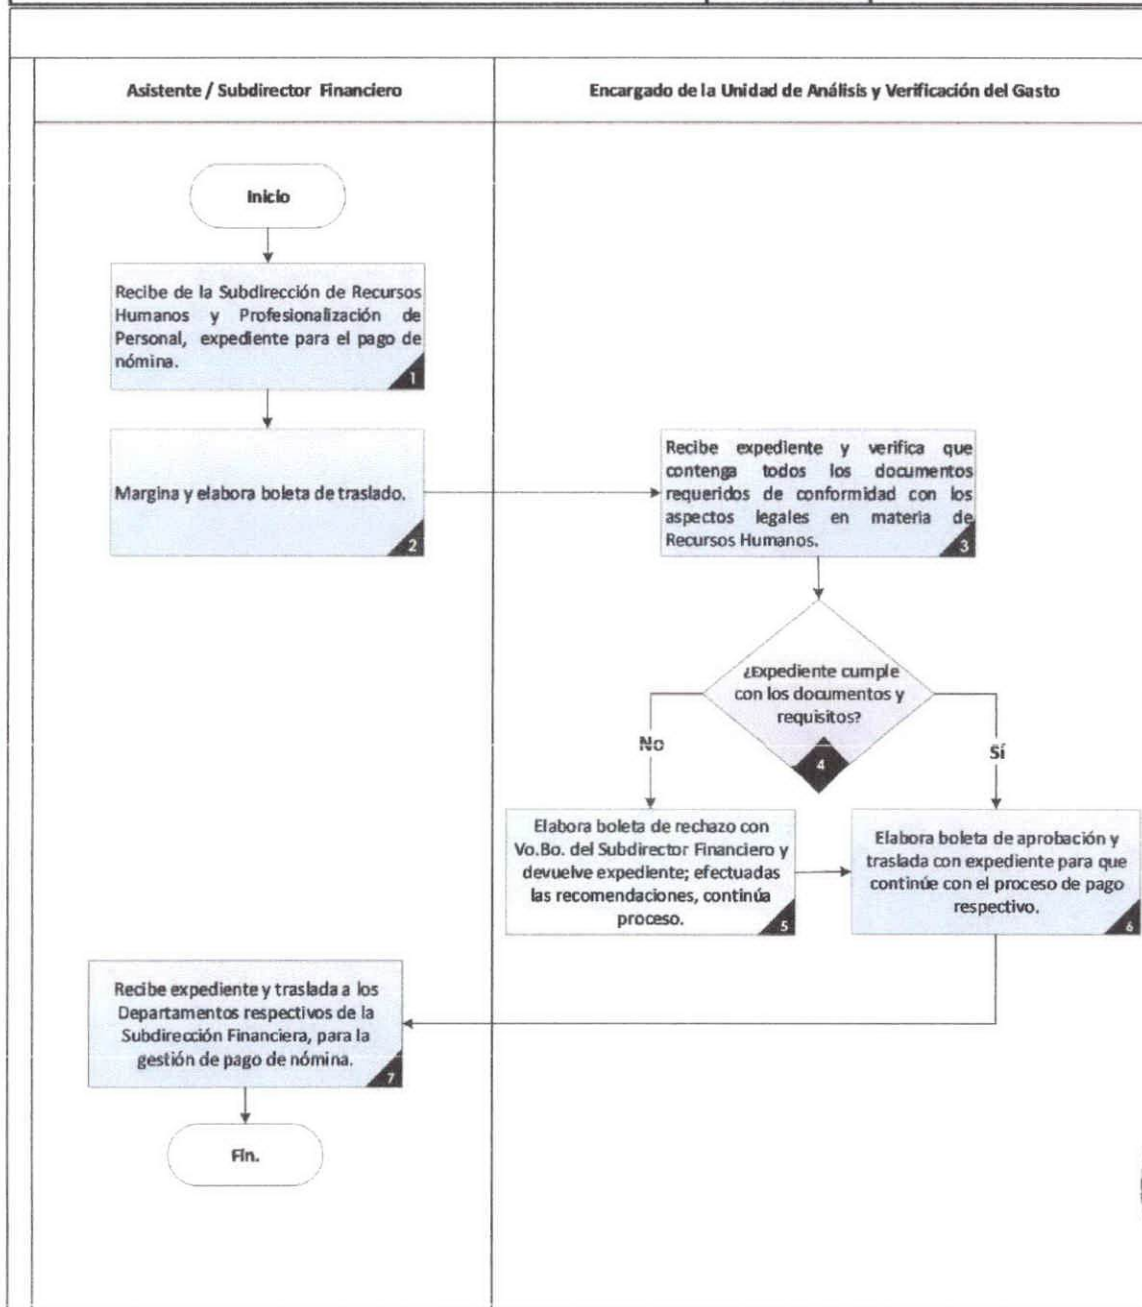 Asistente / Subdirector Financiero
Encargado de la Unidad de Análisis y Verificación del Gasto
Inicio
Recibe de la Subdirección de Recursos
Humanos y Profesionalización de
Personal, expediente para el pago de
nómina.
1
Margina y elabora boleta de traslado.
2
Recibe expediente y verifica que
contenga todos los documentos
requeridos de conformidad con los
aspectos legales en materia de
Recursos Humanos.
3
¿Expediente cumple
con los documentos y
requisitos?
4
No
Sí
Elabora boleta de rechazo con
Vo.Bo. del Subdirector Financiero y
devuelve expediente; efectuadas
las recomendaciones, continúa
proceso.
5
Elabora boleta de aprobación y
traslada con expediente para que
continúe con el proceso de pago
respectivo.
6
Recibe expediente y traslada a los
Departamentos respectivos de la
Subdirección Financiera, para la
gestión de pago de nómina.
7
Fin.